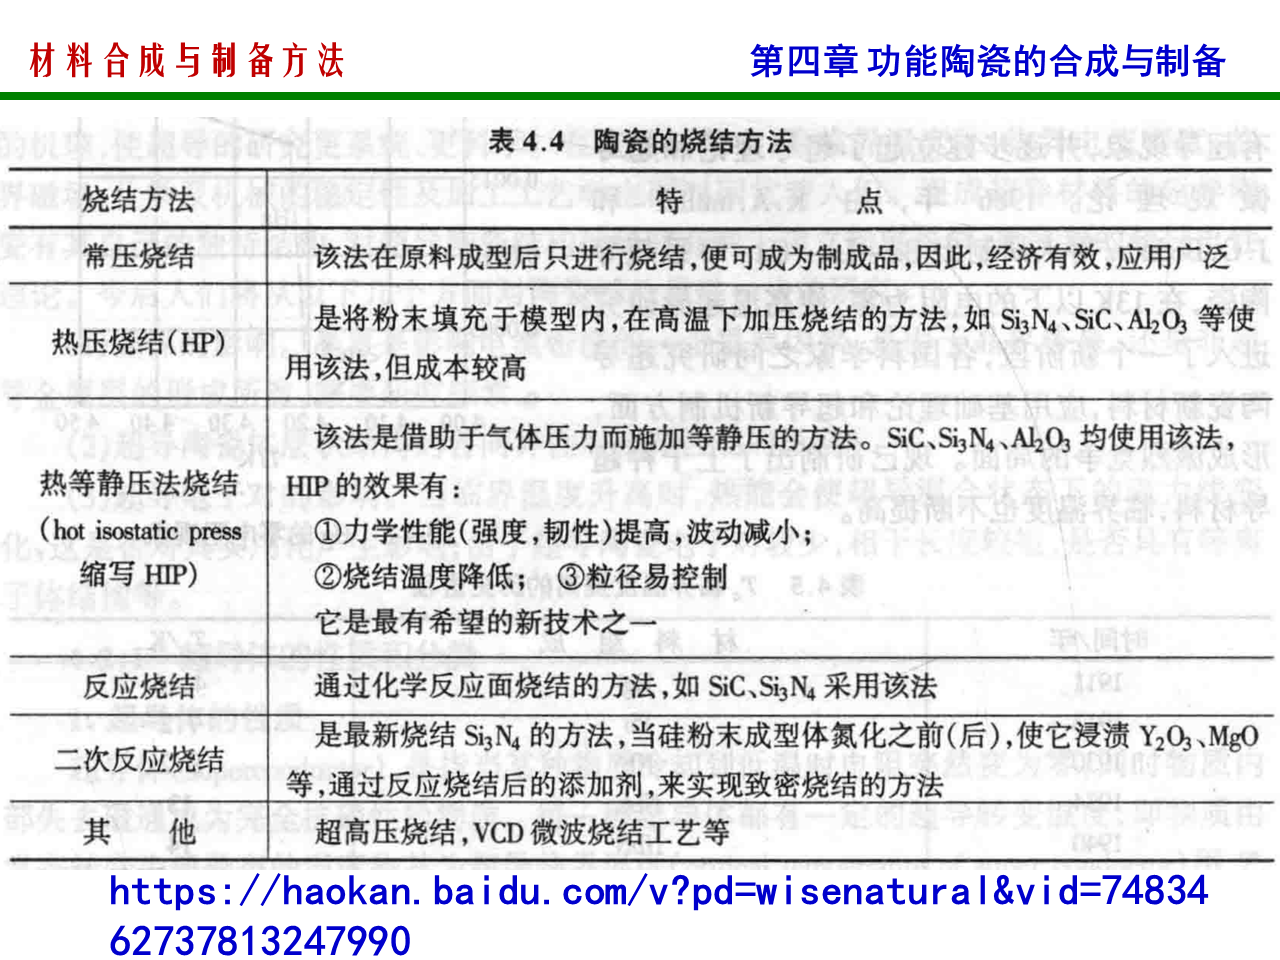 材料合成与制备方法
第四章 功能陶瓷的合成与制备
表 4.4 陶瓷的烧结方法
烧结方法 特 点
常压烧结 该法在原料成型后只进行烧结,便可成为制成品,因此,经济有效,应用广泛
热压烧结(HP) 是将粉末填充于模型内,在高温下加压烧结的方法,如 Si₃N₄、SiC、Al₂O₃ 等使
用该法,但成本较高
热等静压法烧结
(hot isostatic press
缩写 HIP)
该法是借助于气体压力而施加等静压的方法。SiC、Si₃N₄、Al₂O₃ 均使用该法,
HIP 的效果有:
①力学性能(强度,韧性)提高,波动减小;
②烧结温度降低; ③粒径易控制
它是最有希望的新技术之一
反应烧结 通过化学反应面烧结的方法,如 SiC、Si₃N₄ 采用该法
二次反应烧结 是最新烧结 Si₃N₄ 的方法,当硅粉末成型体氮化之前(后),使它浸渍 Y₂O₃、MgO
等,通过反应烧结后的添加剂,来实现致密烧结的方法
其 他 超高压烧结,VCD 微波烧结工艺等
https://haokan.baidu.com/v?pd=wisenatural&vid=74834
62737813247990